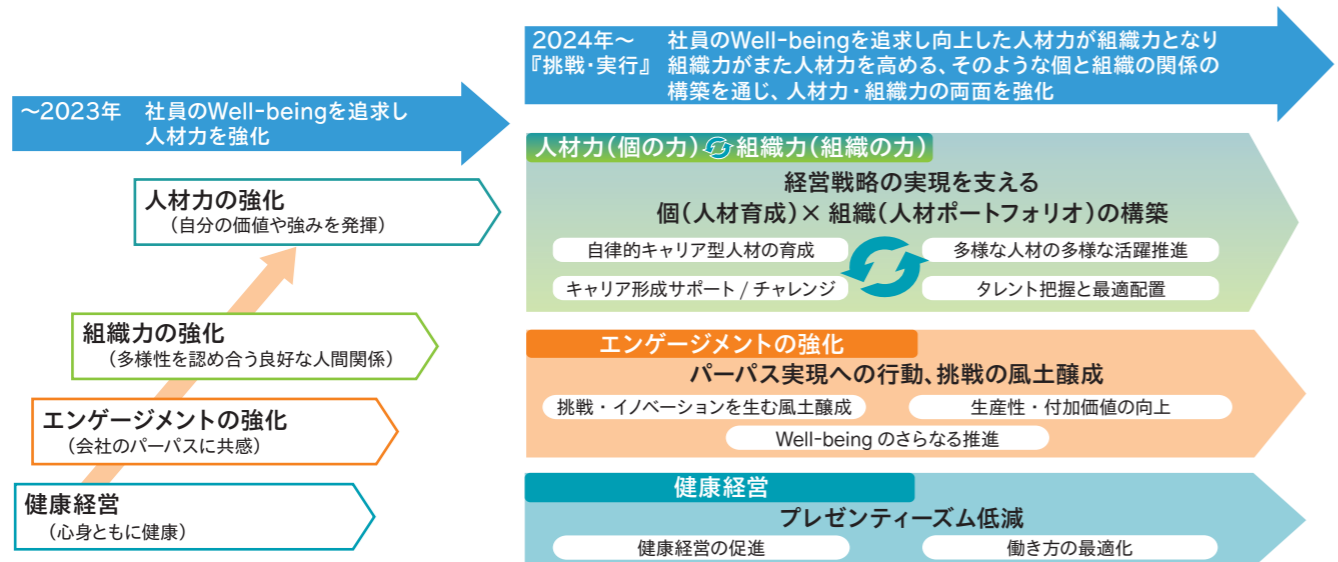 ～2023年 社員のWell-beingを追求し
人材力を強化
人材力の強化
（自分の価値や強みを発揮）
組織力の強化
（多様性を認め合う良好な人間関係）
エンゲージメントの強化
（会社のパーパスに共感）
健康経営
（心身ともに健康）
2024年～ 社員のWell-beingを追求し向上した人材力が組織力となり
『挑戦・実行』 組織力がまた人材力を高める、そのような個と組織の関係の
構築を通じ、人材力・組織力の両面を強化
人材力（個の力） 組織力（組織の力）
経営戦略の実現を支える
個（人材育成）× 組織（人材ポートフォリオ）の構築
自律的キャリア型人材の育成 多様な人材の多様な活躍推進
キャリア形成サポート / チャレンジ タレント把握と最適配置
エンゲージメントの強化
パーパス実現への行動、挑戦の風土醸成
挑戦・イノベーションを生む風土醸成 生産性・付加価値の向上
Well-being のさらなる推進
健康経営
プレゼンティーズム低減
健康経営の促進 働き方の最適化